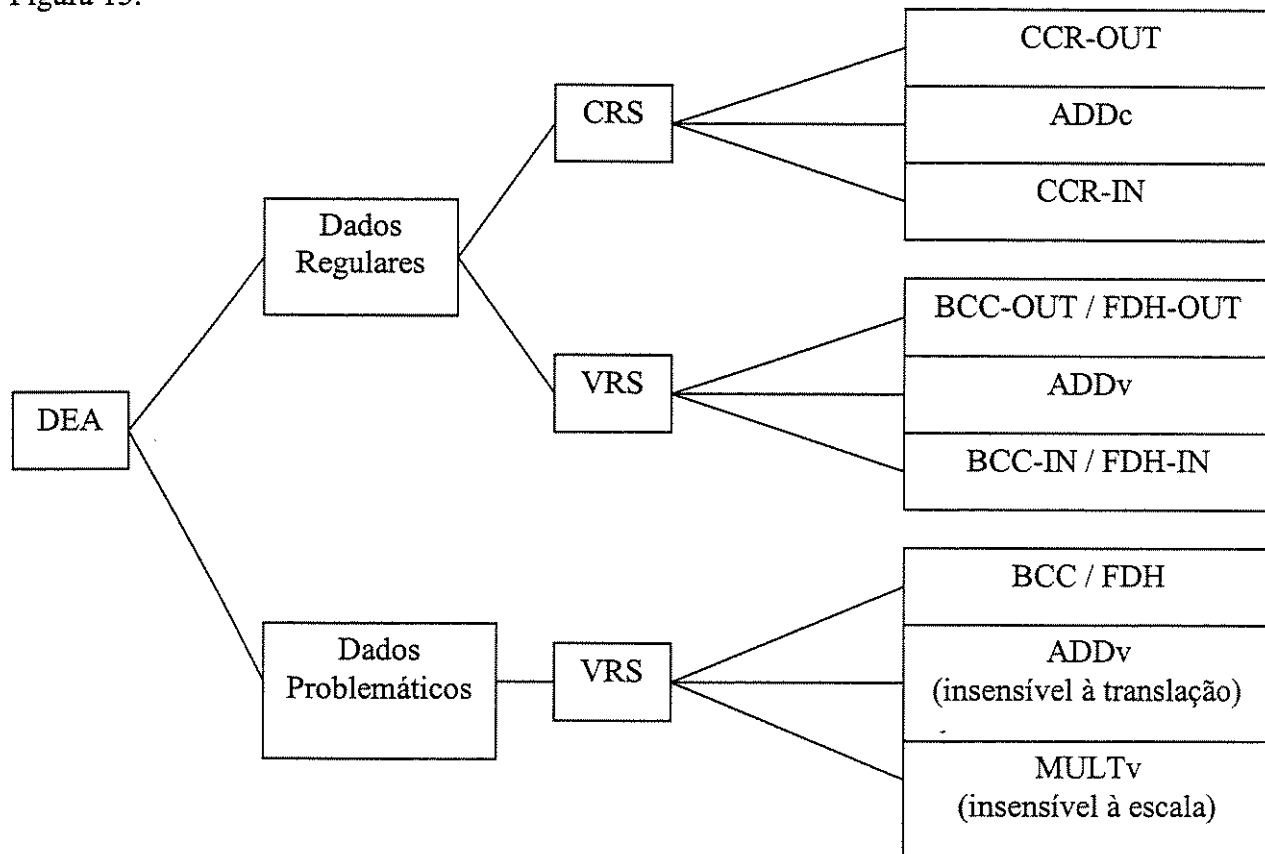 Figura 13.
CCR-OUT
CRS
ADDc
CCR-IN
Dados
Regulares
BCC-OUT / FDH-OUT
VRS
ADDv
BCC-IN / FDH-IN
DEA
BCC / FDH
Dados
Problemáticos
VRS
ADDv
(insensível à translação)
MULTv
(insensível à escala)